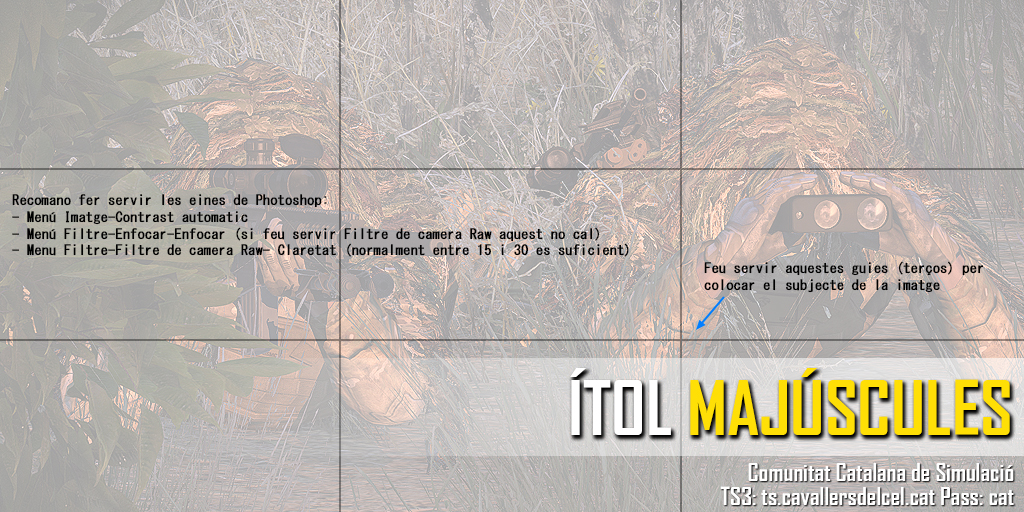 Recomano fer servir les eines de Photoshop:
- Menú Imatge-Contrast automatic
- Menú Filtre-Enfocar-Enfocar (si feu servir Filtre de camera Raw aquest no cal)
- Menu Filtre-Filtre de camera Raw- Claretat (normalment entre 15 i 30 es suficient)
Feu servir aquestes guies (terços) per
colocar el subjecte de la imatge
ÍTOL MAJÚSCULES
Comunitat Catalana de Simulació
TS3: ts.cavallersdelcel.cat Pass: cat